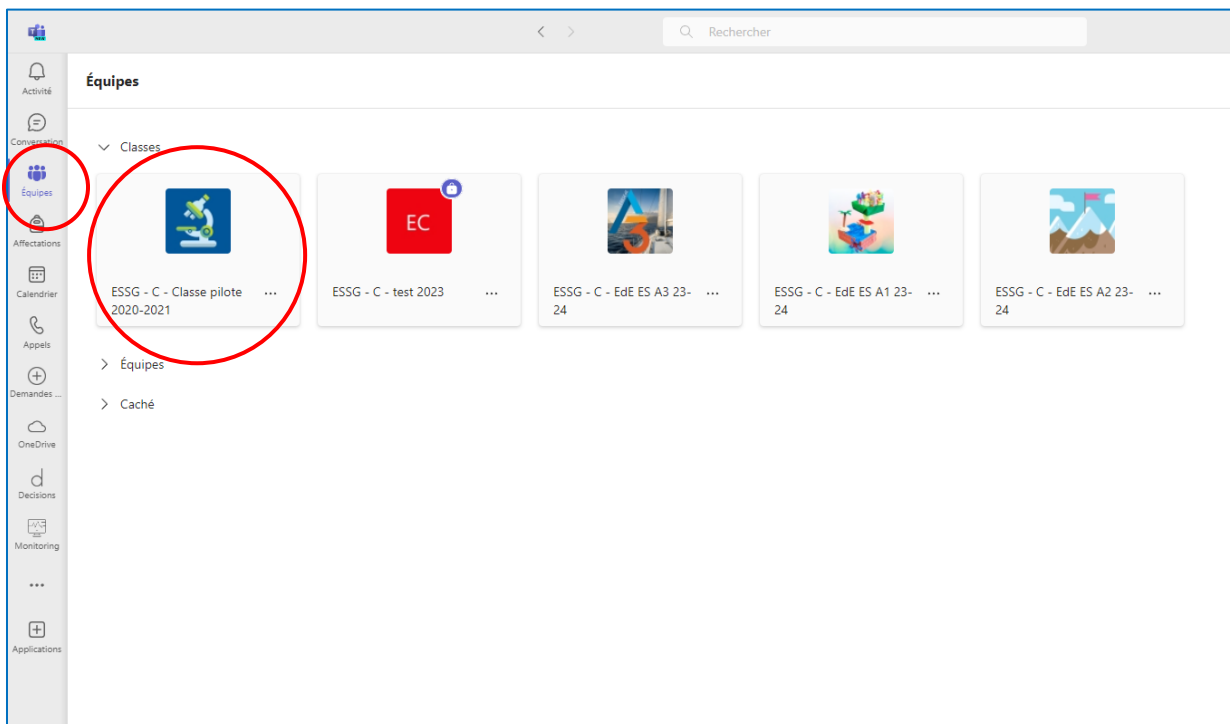 Rechercher
Activité
Conversation
Équipes
Affectations
Calendrier
Appels
Demandes ...
OneDrive
Decisions
Monitoring
Applications
Équipes
Classes
ESSG - C - Classe pilote
2020-2021
EC
ESSG - C - test 2023
A3
ESSG - C - EdE ES A3 23-
24
ESSG - C - EdE ES A1 23-
24
ESSG - C - EdE ES A2 23-
24
Équipes
Caché